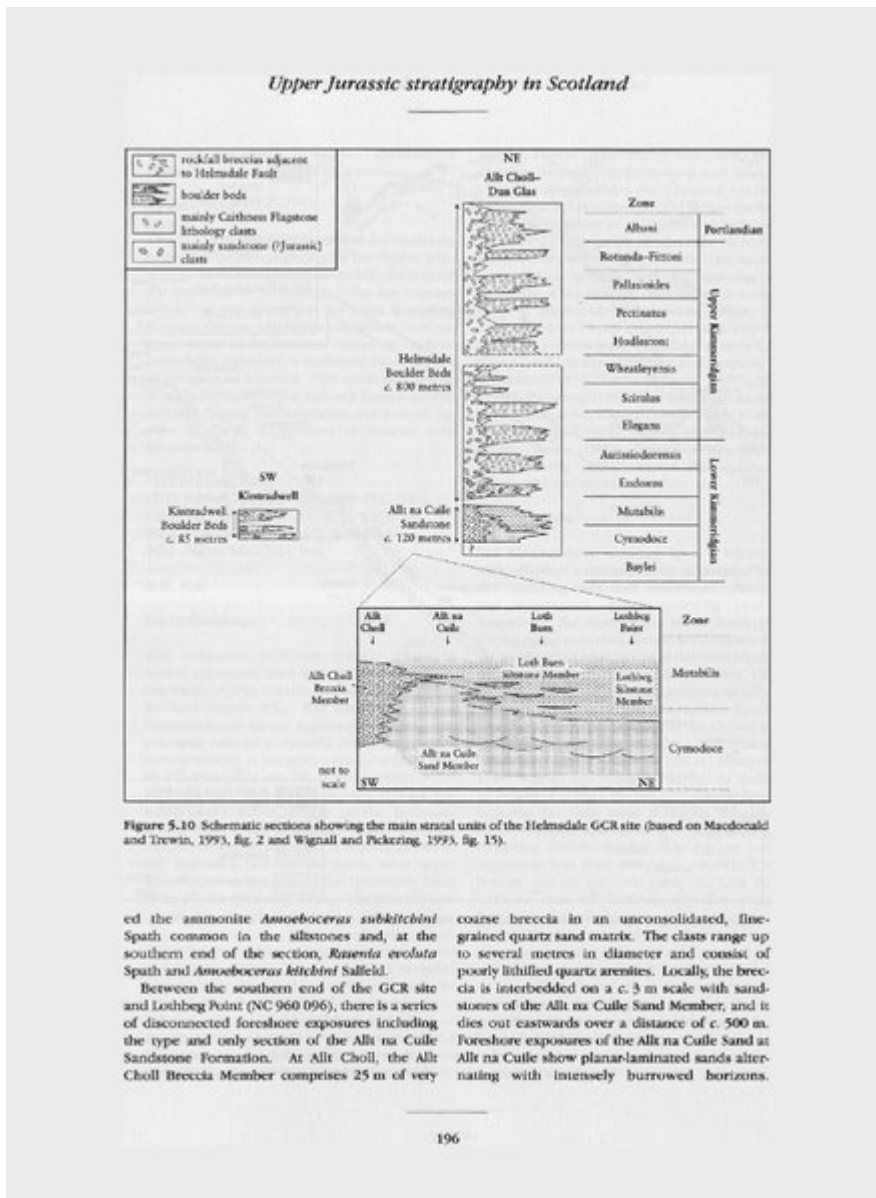 Upper Jurassic stratigraphy in Scotland
rockfall breccias adjacent
to Helmsdale Fault
boulder beds
mainly Caithness Flagstone
lithology clasts
mainly sandstone (?Jurassic)
clasts
NE
Allt Choll–
Dun Glas
Zone
Albani
Portlandian
Rotunda–Fittoni
Pallasioides
Pectinatus
Hudlestoni
Wheatleyensis
Scitulus
Elegans
Upper Kimmeridgian
Autissiodorensis
Eudoxus
Mutabilis
Cymodoce
Baylei
Lower Kimmeridgian
Helmsdale
Boulder Beds
c. 800 metres
SW
Kintradwell
Kintradwell
Boulder Beds
c. 85 metres
Allt na Cuile
Sandstone
c. 120 metres
?
Allt
Choll
Allt na
Cuile
Loth
Burn
Lothbeg
Point
Zone
Allt Choll
Breccia
Member
Loth Burn
Siltstone Member
Lothbeg
Siltstone
Member
Mutabilis
Allt na Cuile
Sand Member
Cymodoce
not to
scale
SW
NE
Figure 5.10 Schematic sections showing the main stratal units of the Helmsdale GCR site (based on Macdonald
and Trewin, 1993, fig. 2 and Wignall and Pickering, 1993, fig. 15).
ed the ammonite Amoeboceras subkitchini
Spath common in the siltstones and, at the
southern end of the section, Rasenia evoluta
Spath and Amoeboceras kitchini Salfeld.
Between the southern end of the GCR site
and Lothbeg Point (NC 960 096), there is a series
of disconnected foreshore exposures including
the type and only section of the Allt na Cuile
Sandstone Formation. At Allt Choll, the Allt
Choll Breccia Member comprises 25 m of very
coarse breccia in an unconsolidated, fine-
grained quartz sand matrix. The clasts range up
to several metres in diameter and consist of
poorly lithified quartz arenites. Locally, the brec-
cia is interbedded on a c. 3 m scale with sand-
stones of the Allt na Cuile Sand Member, and it
dies out eastwards over a distance of c. 500 m.
Foreshore exposures of the Allt na Cuile Sand at
Allt na Cuile show planar-laminated sands alter-
nating with intensely burrowed horizons.
196